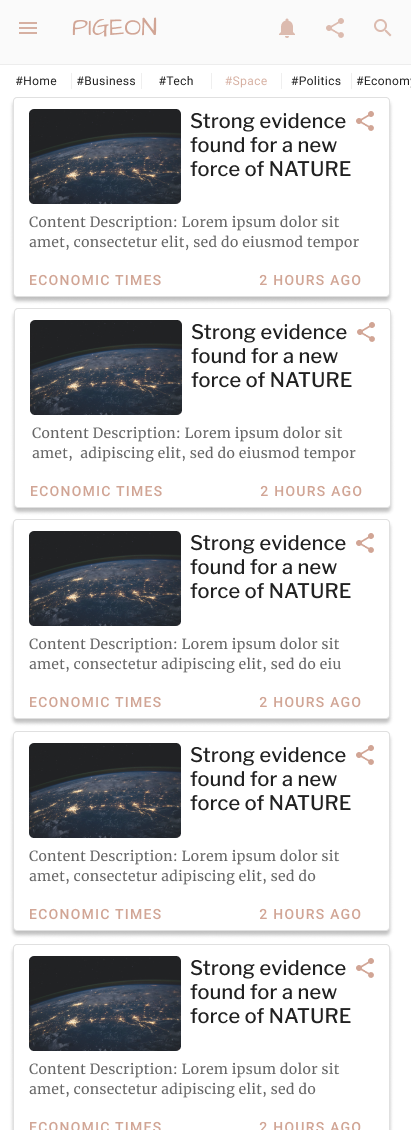 PIGEON
#Home #Business #Tech #Space #Politics #Economy
Strong evidence
found for a new
force of NATURE
Content Description: Lorem ipsum dolor sit
amet, consectetur elit, sed do eiusmod tempor
ECONOMIC TIMES 2 HOURS AGO
Strong evidence
found for a new
force of NATURE
Content Description: Lorem ipsum dolor sit
amet, adipiscing elit, sed do eiusmod tempor
ECONOMIC TIMES 2 HOURS AGO
Strong evidence
found for a new
force of NATURE
Content Description: Lorem ipsum dolor sit
amet, consectetur adipiscing elit, sed do eiu
ECONOMIC TIMES 2 HOURS AGO
Strong evidence
found for a new
force of NATURE
Content Description: Lorem ipsum dolor sit
amet, consectetur adipiscing elit, sed do
ECONOMIC TIMES 2 HOURS AGO
Strong evidence
found for a new
force of NATURE
Content Description: Lorem ipsum dolor sit
amet, consectetur adipiscing elit, sed do
ECONOMIC TIMES 2 HOURS AGO